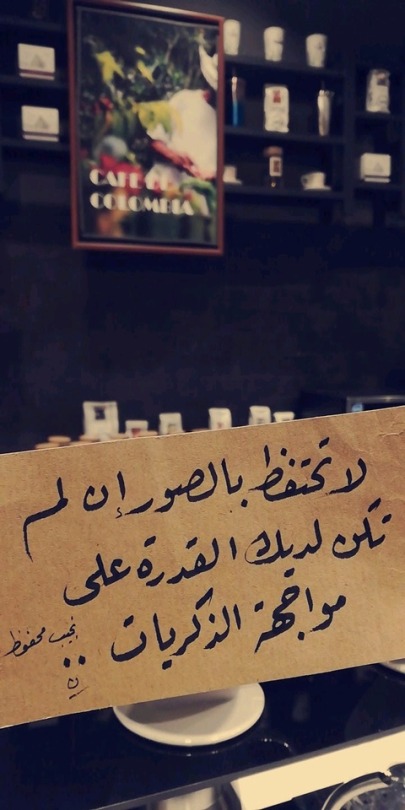 CAFE DE
COLOMBIA
لا تحتفظ بالصور إن لم
تكن لديك القدرة على
مواجهة الذكريات ..
نجيب محفوظ